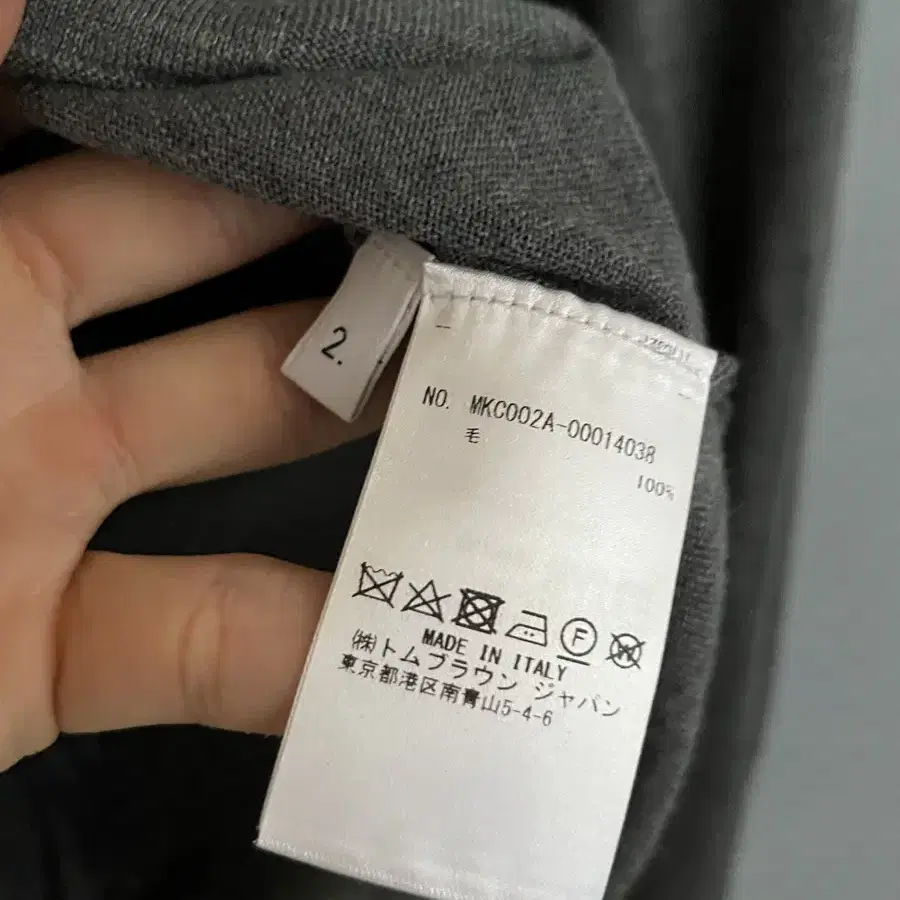 2.
NO. MKC002A-00014038
毛
100%
F
W
MADE IN ITALY
(株)トムブラウン ジャパン
東京都港区南青山5-4-6